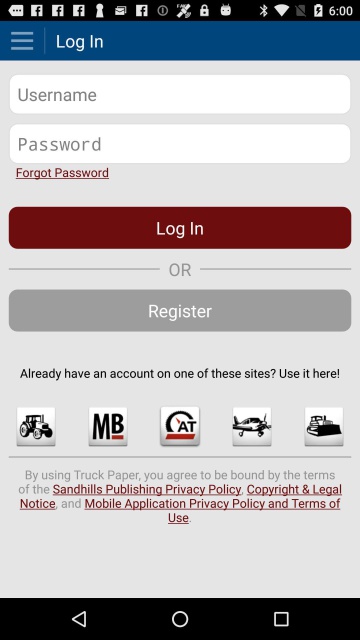 6:00
Log In
Username
Password
Forgot Password
Log In
OR
Register
Already have an account on one of these sites? Use it here!
MB
CAT
By using Truck Paper, you agree to be bound by the terms
of the Sandhills Publishing Privacy Policy, Copyright & Legal
Notice, and Mobile Application Privacy Policy and Terms of
Use.